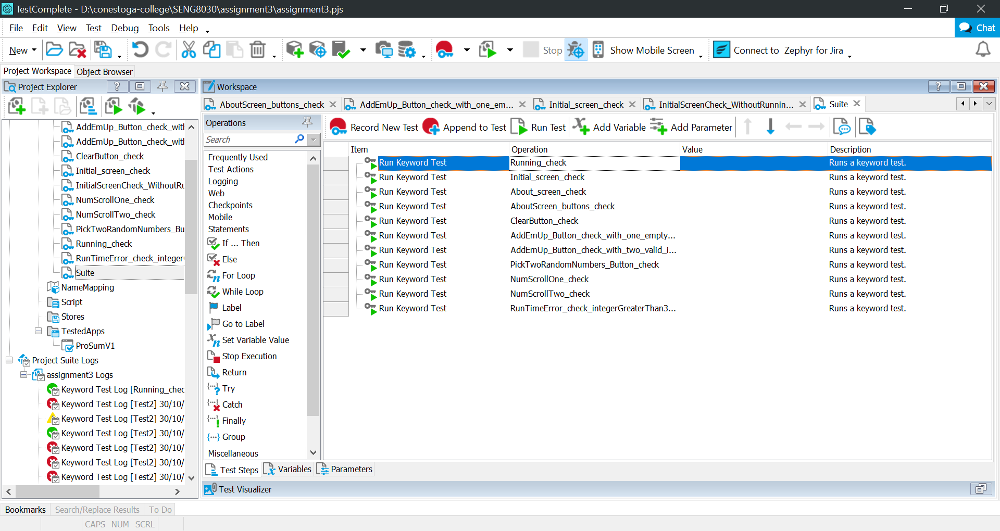 TestComplete - D:\conestoga-college\SENG8030\assignment3\assignment3.pjs
File Edit View Test Tools Debug Tools Help
Chat
New
Stop
Show Mobile Screen
Connect to Zephyr for Jira
Project Workspace Object Browser
Project Explorer
AddEmUp_Button_check_with
AddEmUp_Button_check_with
ClearButton_check
Initial_screen_check
InitialScreenCheck_WithoutRu
NumScrollOne_check
NumScrollTwo_check
PickTwoRandomNumbers_Bu
Running_check
RunTimeError_check_integer
Suite
NameMapping
Script
Stores
TestedApps
ProSumV1
Project Suite Logs
assignment3 Logs
Keyword Test Log [Running_chec
Keyword Test Log [Test2] 30/10/
Keyword Test Log [Test2] 30/10/
Keyword Test Log [Test2] 30/10/
Keyword Test Log [Test2] 30/10/
Keyword Test Log [Test2] 30/10/
Keyword Test Log [Test2] 30/10/
Workspace
AboutScreen_buttons_check AddEmUp_Button_check_with_one_em... Initial_screen_check InitialScreenCheck_WithoutRunnin... Suite
Operations
Search
Frequently Used
Test Actions
Logging
Web
Checkpoints
Mobile
Statements
If ... Then
Else
For Loop
While Loop
Label
Go to Label
Set Variable Value
Stop Execution
Return
Try
Catch
Finally
Group
Miscellaneous
Record New Test Append to Test Run Test Add Variable Add Parameter
Item Operation Value Description
Run Keyword Test Running_check Runs a keyword test.
Run Keyword Test Initial_screen_check Runs a keyword test.
Run Keyword Test About_screen_check Runs a keyword test.
Run Keyword Test AboutScreen_buttons_check Runs a keyword test.
Run Keyword Test ClearButton_check Runs a keyword test.
Run Keyword Test AddEmUp_Button_check_with_one_empty... Runs a keyword test.
Run Keyword Test AddEmUp_Button_check_with_two_valid_i... Runs a keyword test.
Run Keyword Test PickTwoRandomNumbers_Button_check Runs a keyword test.
Run Keyword Test NumScrollOne_check Runs a keyword test.
Run Keyword Test NumScrollTwo_check Runs a keyword test.
Run Keyword Test RunTimeError_check_integerGreaterThan3... Runs a keyword test.
Test Steps Variables Parameters
Test Visualizer
Bookmarks Search/Replace Results To Do
CAPS NUM SCRL